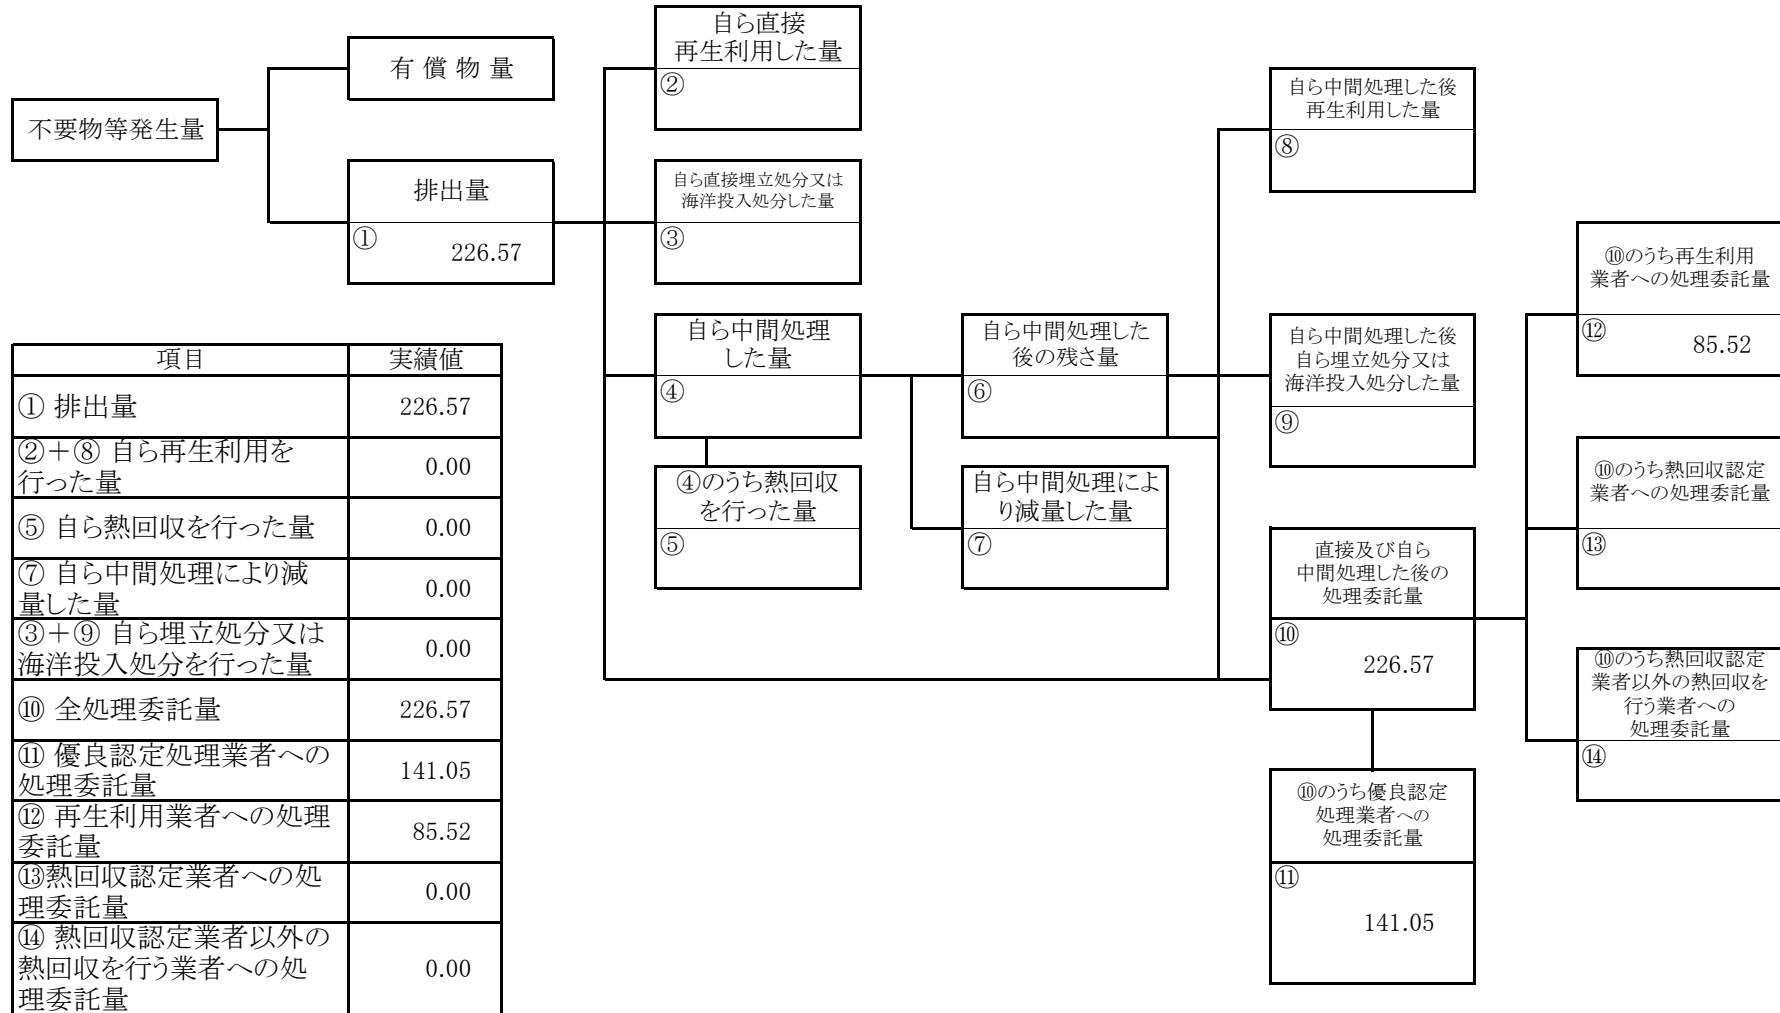 不要物等発生量
有 償 物 量
排出量
①
226.57
自ら直接
再生利用した量
②
自ら直接埋立処分又は
海洋投入処分した量
③
自ら中間処理
した量
④
④のうち熱回収
を行った量
⑤
自ら中間処理した
後の残さ量
⑥
自ら中間処理によ
り減量した量
⑦
自ら中間処理した後
再生利用した量
⑧
自ら中間処理した後
自ら埋立処分又は
海洋投入処分した量
⑨
直接及び自ら
中間処理した後の
処理委託量
⑩
226.57
⑩のうち優良認定
処理業者への
処理委託量
⑪
141.05
⑩のうち再生利用
業者への処理委託量
⑫
85.52
⑩のうち熱回収認定
業者への処理委託量
⑬
⑩のうち熱回収認定
業者以外の熱回収を
行う業者への
処理委託量
⑭
項目 実績値
① 排出量 226.57
②＋⑧ 自ら再生利用を
行った量 0.00
⑤ 自ら熱回収を行った量 0.00
⑦ 自ら中間処理により減
量した量 0.00
③＋⑨ 自ら埋立処分又は
海洋投入処分を行った量 0.00
⑩ 全処理委託量 226.57
⑪ 優良認定処理業者への
処理委託量 141.05
⑫ 再生利用業者への処理
委託量 85.52
⑬熱回収認定業者への処
理委託量 0.00
⑭ 熱回収認定業者以外の
熱回収を行う業者への処
理委託量 0.00